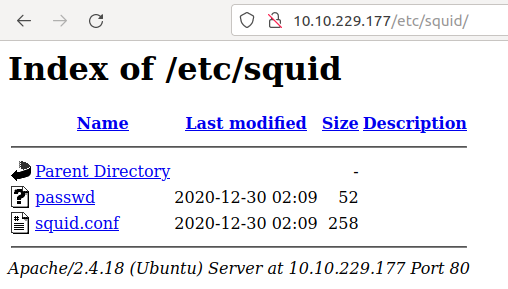 10.10.229.177/etc/squid/
Index of /etc/squid
Name Last modified Size Description
Parent Directory -
passwd 2020-12-30 02:09 52
squid.conf 2020-12-30 02:09 258
Apache/2.4.18 (Ubuntu) Server at 10.10.229.177 Port 80